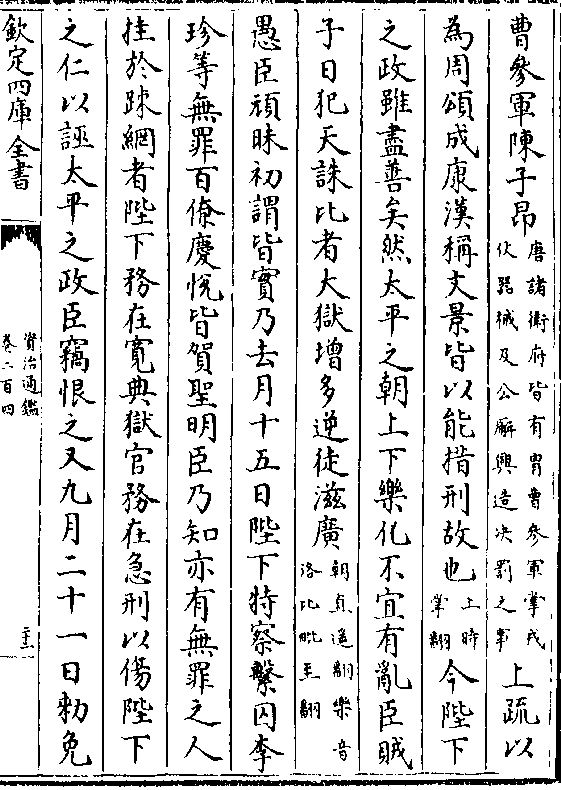 曹參軍陳子昂
唐諸衛府皆有冑曹參軍掌戎
仗器械及公廨興造決罰之事
上疏以
為周頌成康漢稱文景皆以能措刑故也
上時
掌翻
今陛下
之政雖盡善矣然太平之朝上下樂化不宜有亂臣賊
子日犯天誅比者大獄增多逆徒滋廣
朝直遥翻樂音
洛比毗至翻
愚臣頑昧初謂皆實乃去月十五日陛下特察繫囚李
珍等無罪百僚慶悅皆賀聖明臣乃知亦有無罪之人
挂於踈網者陛下務在寛典獄官務在急刑以傷陛下
之仁以誣太平之政臣竊恨之又九月二十一日勅免
欽定四庫全書
資治通鑑
卷二百四